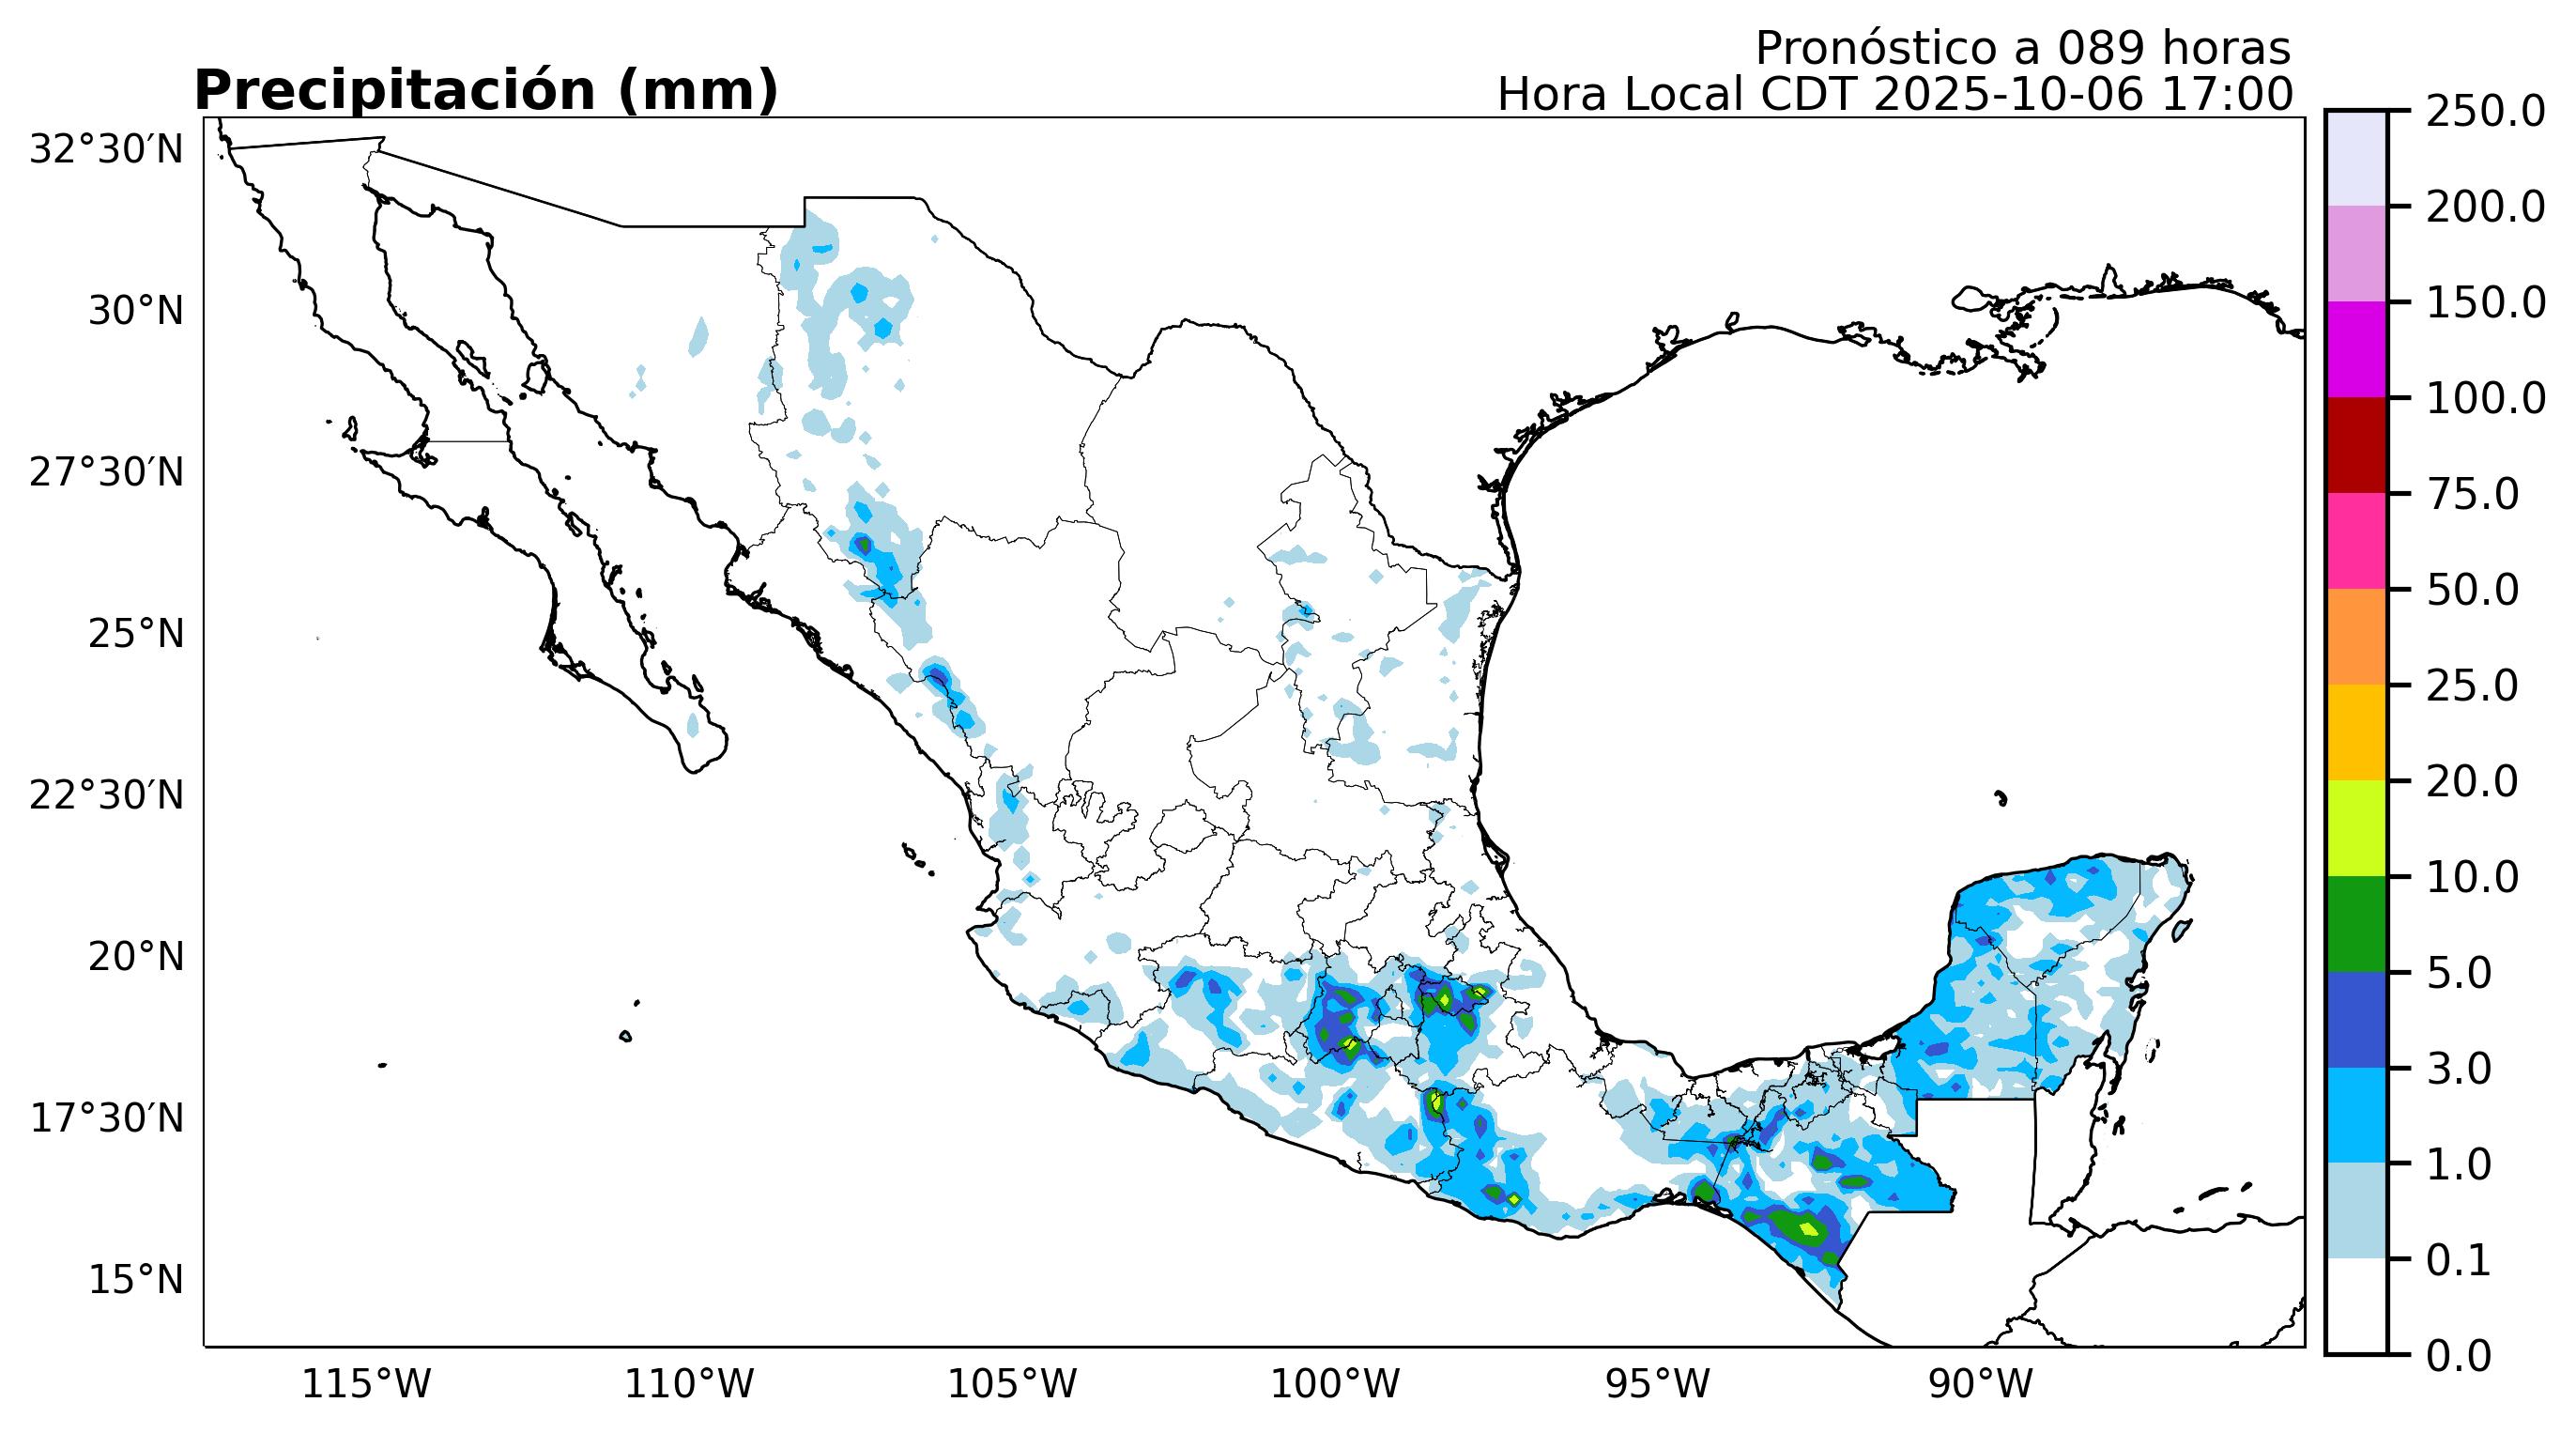 Pronóstico a 089 horas
Precipitación (mm)
Hora Local CDT 2025-10-06 17:00
32°30′N
30°N
27°30′N
25°N
22°30′N
20°N
17°30′N
15°N
115°W
110°W
105°W
100°W
95°W
90°W
250.0
200.0
150.0
100.0
75.0
50.0
25.0
20.0
10.0
5.0
3.0
1.0
0.1
0.0